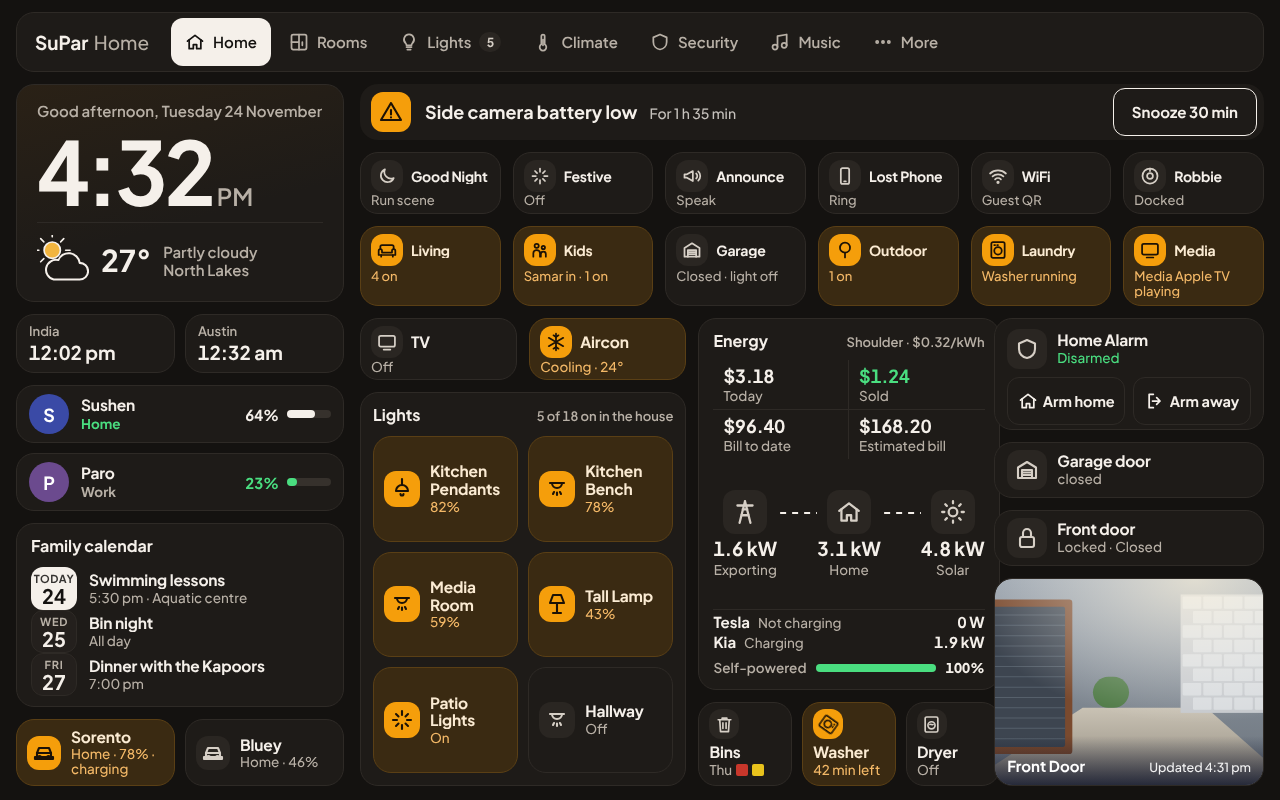 SuPar Home
Home
Rooms
Lights 5
Climate
Security
Music
More
Good afternoon, Tuesday 24 November
4:32 PM
27° Partly cloudy
North Lakes
Side camera battery low For 1 h 35 min
Snooze 30 min
Good Night
Run scene
Festive
Off
Announce
Speak
Lost Phone
Ring
WiFi
Guest QR
Robbie
Docked
Living
4 on
Kids
Samar in · 1 on
Garage
Closed · light off
Outdoor
1 on
Laundry
Washer running
Media
Media Apple TV
playing
India
12:02 pm
Austin
12:32 am
S
Sushen
Home
64%
P
Paro
Work
23%
Family calendar
TODAY
24
Swimming lessons
5:30 pm · Aquatic centre
WED
25
Bin night
All day
FRI
27
Dinner with the Kapoors
7:00 pm
Sorento
Home · 78% ·
charging
Bluey
Home · 46%
TV
Off
Aircon
Cooling · 24°
Lights
5 of 18 on in the house
Kitchen
Pendants
82%
Kitchen
Bench
78%
Media
Room
59%
Tall Lamp
43%
Patio
Lights
On
Hallway
Off
Energy
Shoulder · $0.32/kWh
$3.18
Today
$1.24
Sold
$96.40
Bill to date
$168.20
Estimated bill
1.6 kW
Exporting
3.1 kW
Home
4.8 kW
Solar
Tesla Not charging 0 W
Kia Charging 1.9 kW
Self-powered 100%
Bins
Thu
Washer
42 min left
Dryer
Off
Home Alarm
Disarmed
Arm home
Arm away
Garage door
closed
Front door
Locked · Closed
Front Door
Updated 4:31 pm